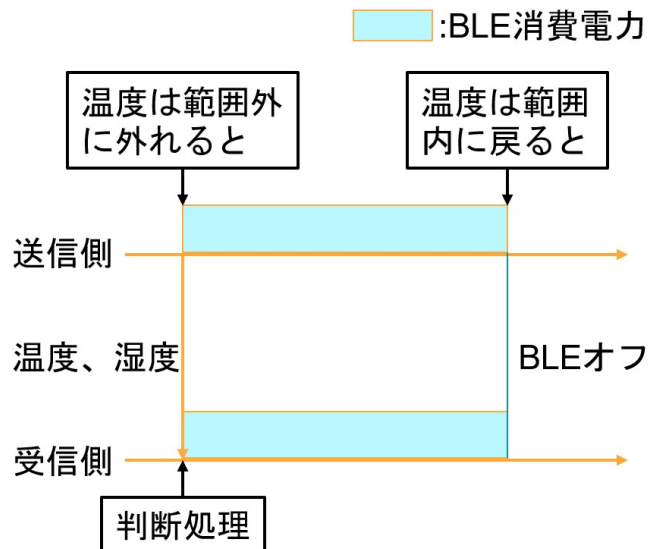 :BLE消費電力
温度は範囲外
に外れると
温度は範囲
内に戻ると
送信側
温度、湿度
BLEオフ
受信側
判断処理